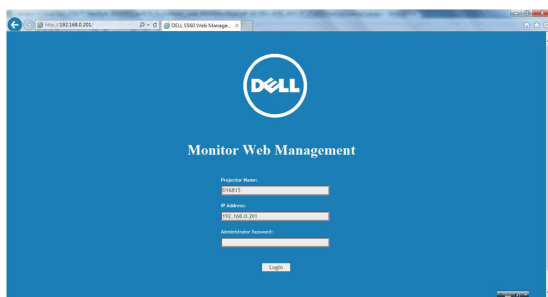 http://192.168.0.201/
DELL S560 Web Manage...
DELL
Monitor Web Management
Projector Name:
D16815
IP Address:
192.168.0.201
Administrator Password:
Login